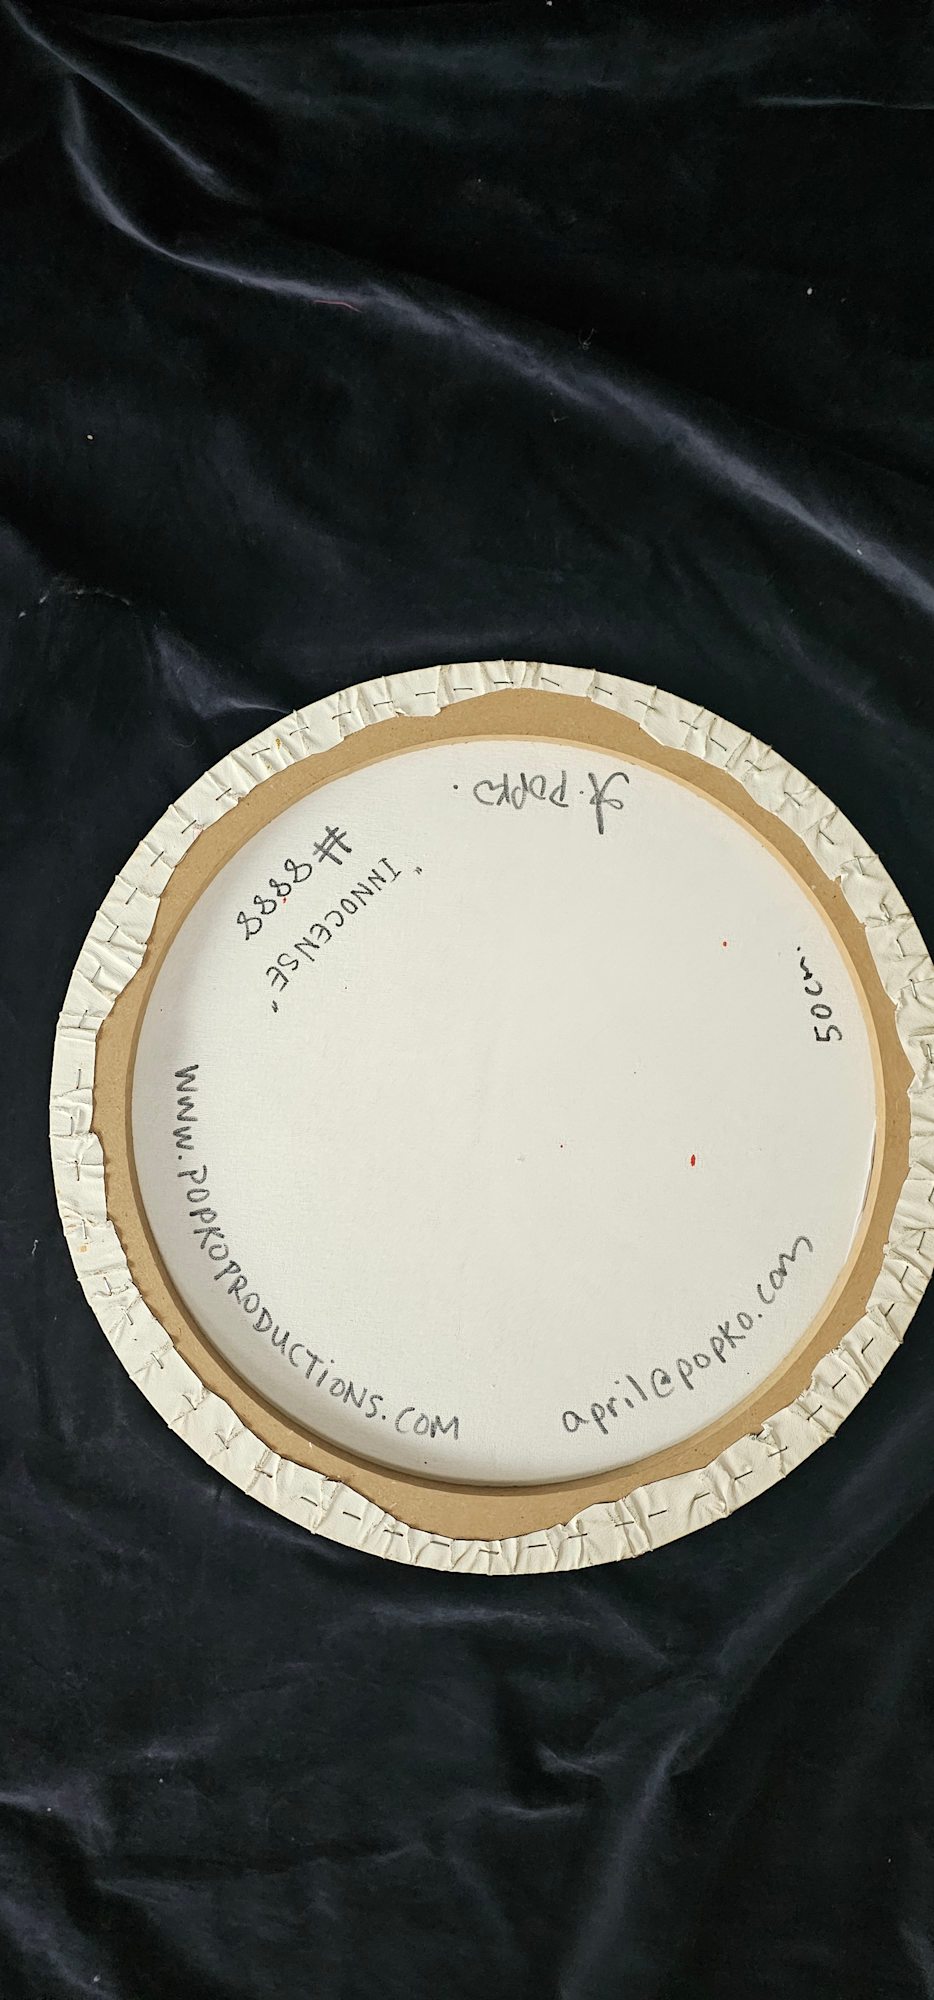 A. POPKO.
#8888
"INNOCENSE"
50cm.
WWW.POPKOPRODUCTIONS.COM
april@popko.com